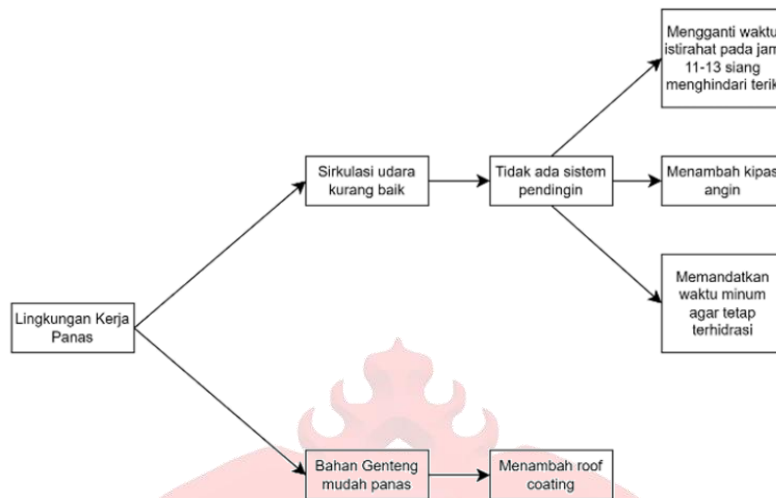 Mengganti waktu
istirahat pada jam
11-13 siang
menghindari terik
Sirkulasi udara
kurang baik
Tidak ada sistem
pendingin
Menambah kipas
angin
Memandatkan
waktu minum
agar tetap
terhidrasi
Lingkungan Kerja
Panas
Bahan Genteng
mudah panas
Menambah roof
coating